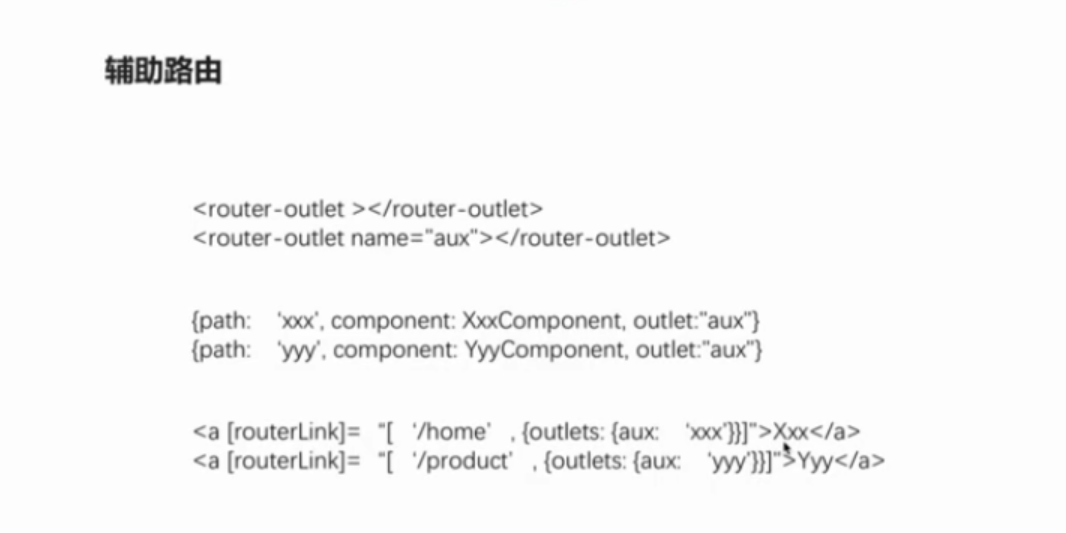 辅助路由
<router-outlet ></router-outlet>
<router-outlet name="aux"></router-outlet>
{path: 'xxx', component: XxxComponent, outlet:"aux"}
{path: 'yyy', component: YyyComponent, outlet:"aux"}
<a [routerLink]= "[ '/home' , {outlets: {aux: 'xxx'}}]">Xxx</a>
<a [routerLink]= "[ '/product' , {outlets: {aux: 'yyy'}}]">Yyy</a>